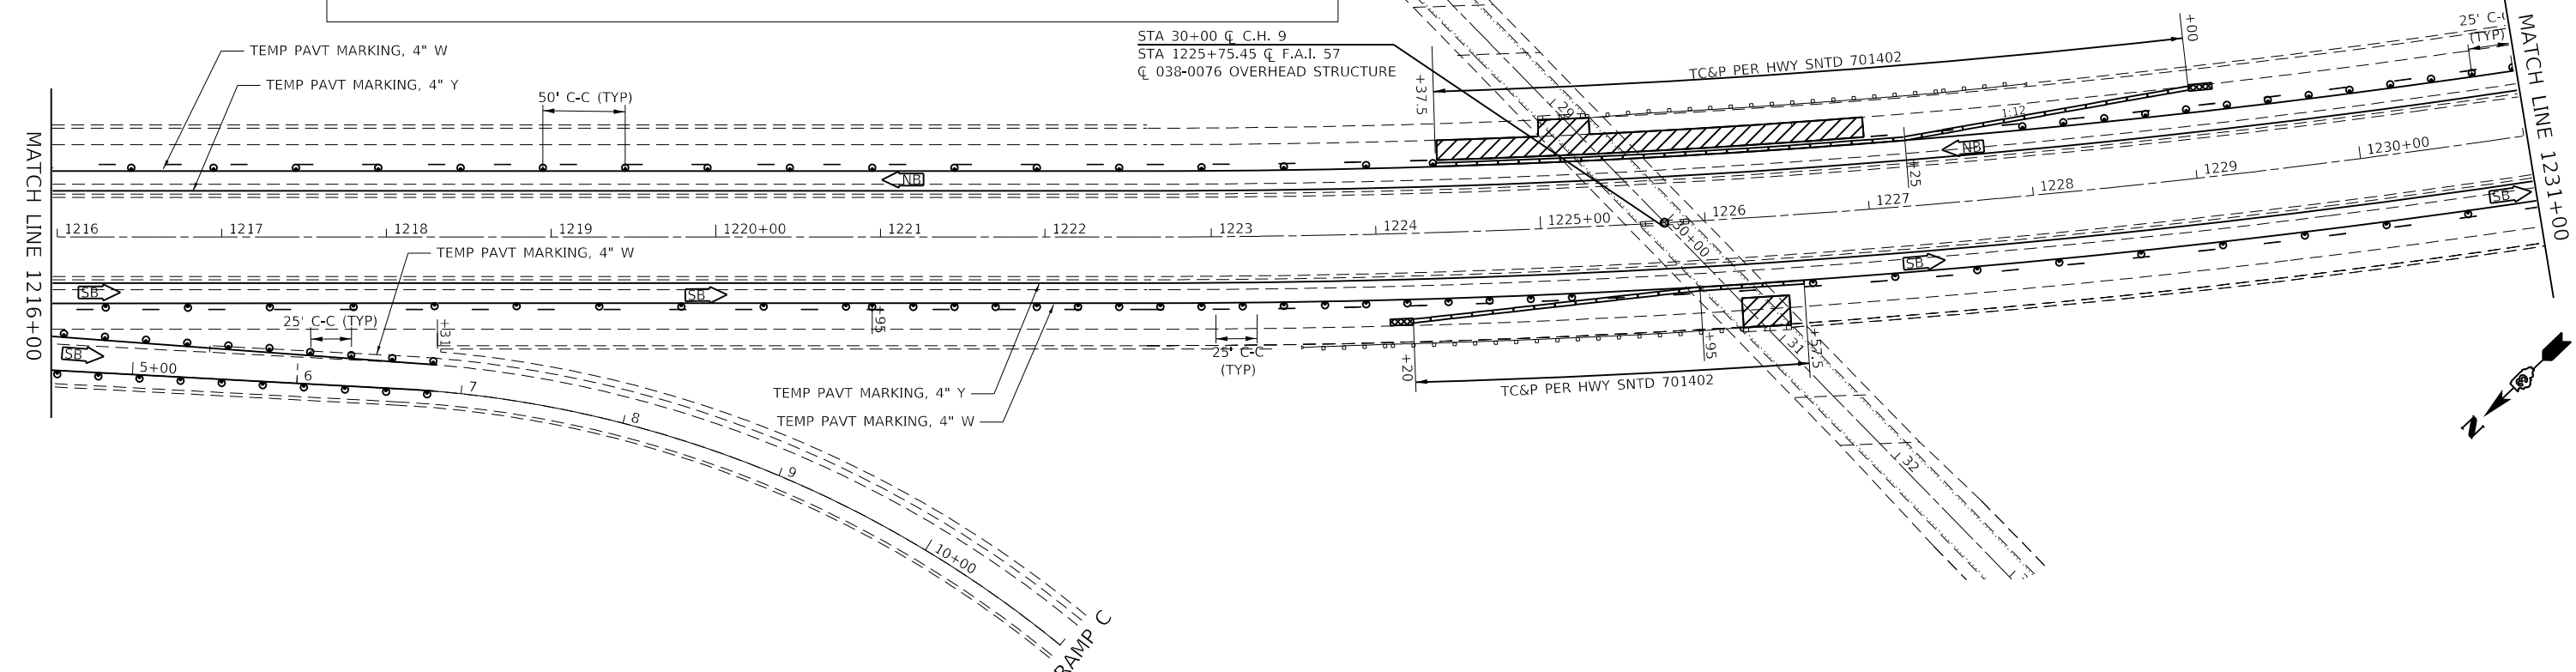 TEMP PAVT MARKING, 4" W
TEMP PAVT MARKING, 4" Y
50' C-C (TYP)
STA 30+00 ℄ C.H. 9
STA 1225+75.45 ℄ F.A.I. 57
℄ 038-0076 OVERHEAD STRUCTURE
+37.5
TC&P PER HWY SNTD 701402
+00
25' C-
(TYP)
MATCH LINE 1231+00
MATCH LINE 1216+00
29
1:12
NB
NB
+25
1216
1217
1218
1219
1220+00
1221
1222
1223
1224
1225+00
1226
1227
1228
1229
1230+00
30+00
TEMP PAVT MARKING, 4" W
SB
SB
SB
SB
SB
25' C-C (TYP)
+31
+95
25' C-C
(TYP)
+20
+95
+57.5
31
TC&P PER HWY SNTD 701402
5+00
6
7
8
9
10+00
TEMP PAVT MARKING, 4" Y
TEMP PAVT MARKING, 4" W
32
N
RAMP C